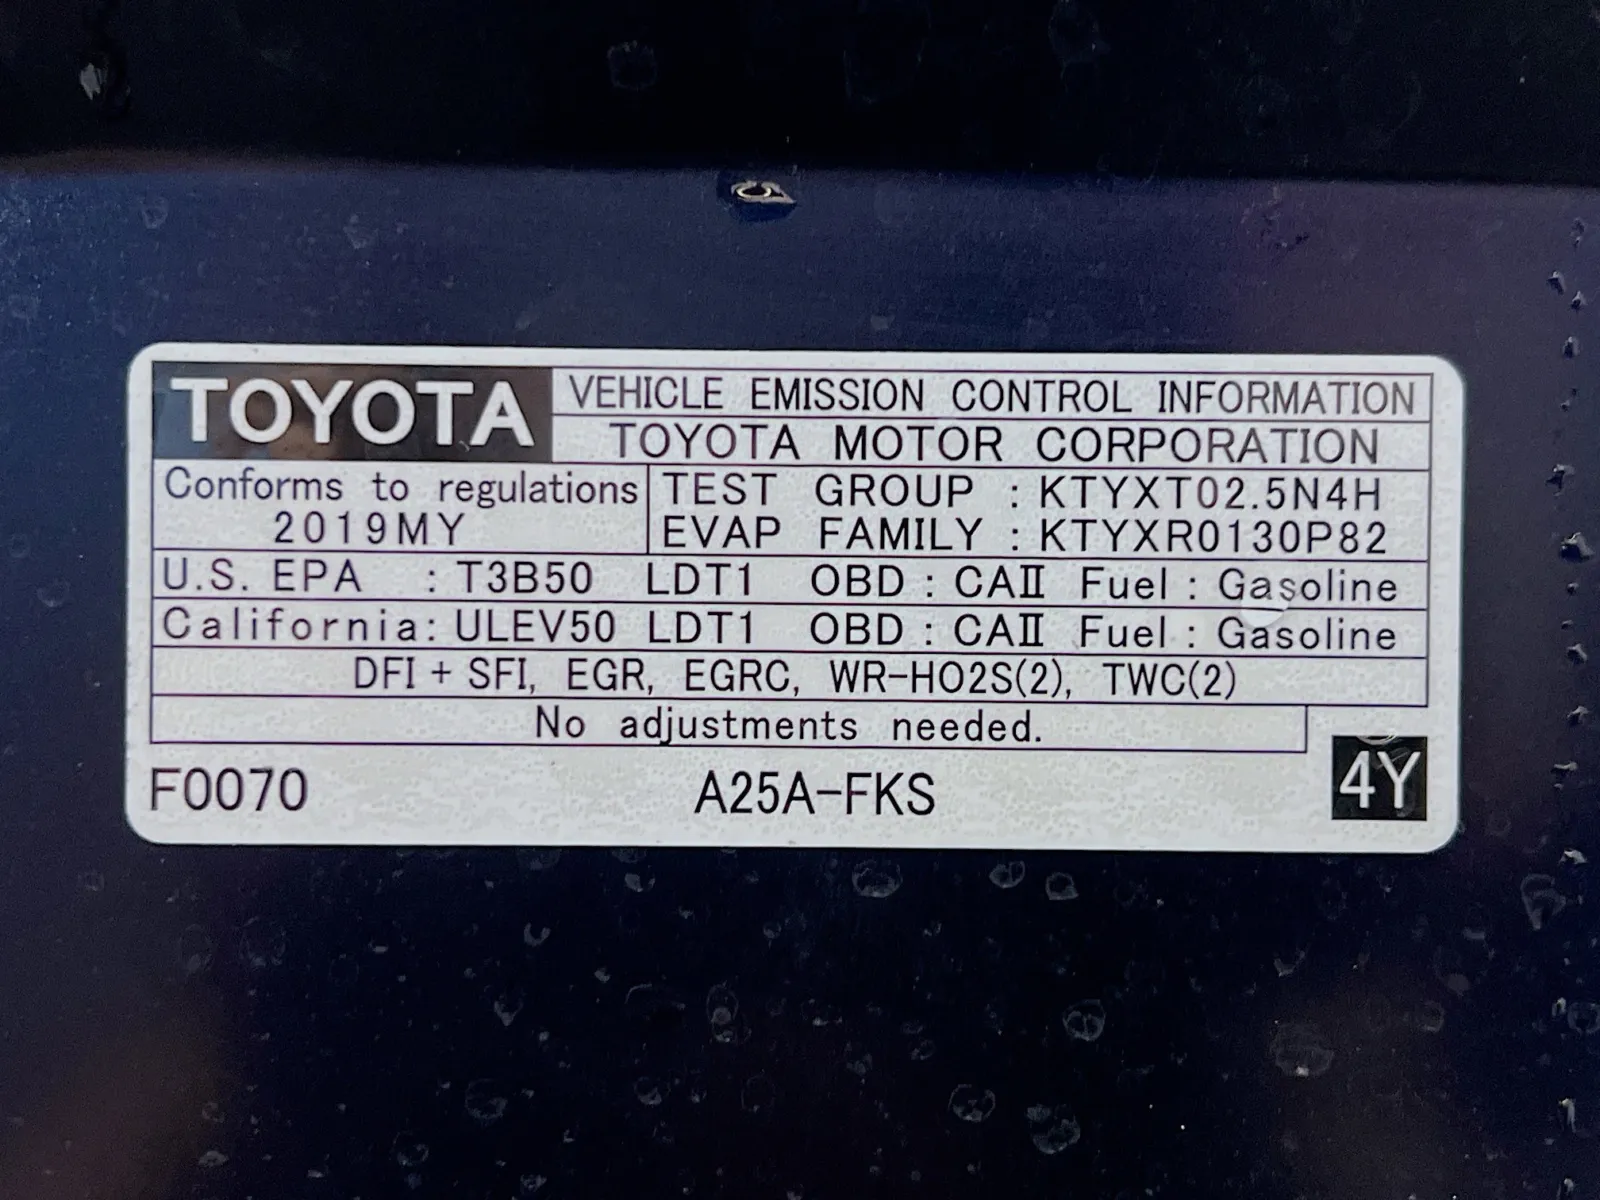 TOYOTA VEHICLE EMISSION CONTROL INFORMATION
TOYOTA MOTOR CORPORATION
Conforms to regulations TEST GROUP : KTYXT02.5N4H
2019MY EVAP FAMILY : KTYXR0130P82
U.S. EPA : T3B50 LDT1 OBD : CAII Fuel : Gasoline
California: ULEV50 LDT1 OBD : CAII Fuel : Gasoline
DFI + SFI, EGR, EGRC, WR-HO2S(2), TWC(2)
No adjustments needed.
F0070 A25A-FKS 4Y